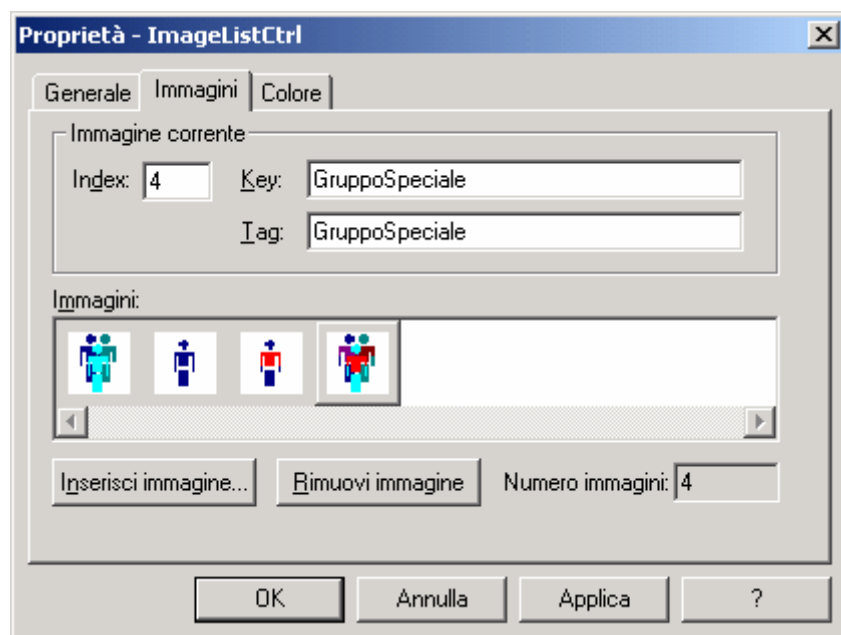 Proprietà - ImageListCtrl
Generale Immagini Colore
Immagine corrente
Index: 4 Key: GruppoSpeciale
Tag: GruppoSpeciale
Immagini:
Inserisci immagine... Rimuovi immagine Numero immagini: 4
OK Annulla Applica ?